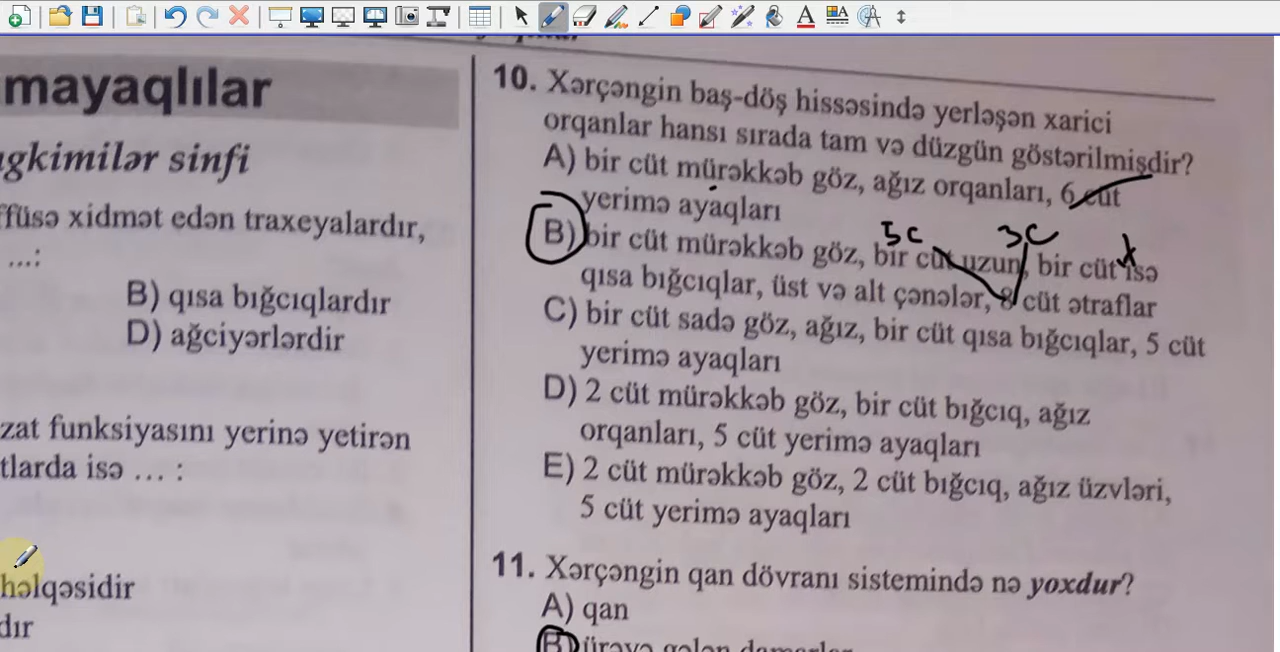 mayaqlılar
gkimilər sinfi
füsə xidmət edən traxeyalardır,
...:
B) qısa bığcıqlardır
D) ağciyərlərdir
zat funksiyasını yerinə yetirən
tlarda isə ... :
həlqəsidir
dır
10. Xərçəngin baş-döş hissəsində yerləşən xarici
orqanlar hansı sırada tam və düzgün göstərilmişdir?
A) bir cüt mürəkkəb göz, ağız orqanları, 6 cüt
yerimə ayaqları
5C 3C
B) bir cüt mürəkkəb göz, bir cüt uzun, bir cüt isə
qısa bığcıqlar, üst və alt çənələr, 8 cüt ətraflar
C) bir cüt sadə göz, ağız, bir cüt qısa bığcıqlar, 5 cüt
yerimə ayaqları
D) 2 cüt mürəkkəb göz, bir cüt bığcıq, ağız
orqanları, 5 cüt yerimə ayaqları
E) 2 cüt mürəkkəb göz, 2 cüt bığcıq, ağız üzvləri,
5 cüt yerimə ayaqları
11. Xərçəngin qan dövranı sistemində nə yoxdur?
A) qan
B) ürəyə gələn damarlar